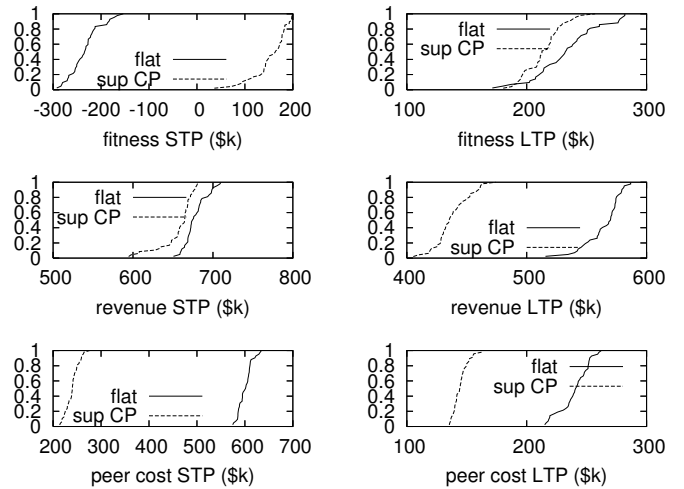 1
0.8
0.6
0.4
0.2
0
flat
sup CP
-300 -200 -100 0 100 200
fitness STP ($k)
1
0.8
0.6
0.4
0.2
0
flat
sup CP
100 200 300
fitness LTP ($k)
1
0.8
0.6
0.4
0.2
0
flat
sup CP
500 600 700 800
revenue STP ($k)
1
0.8
0.6
0.4
0.2
0
flat
sup CP
400 500 600
revenue LTP ($k)
1
0.8
0.6
0.4
0.2
0
flat
sup CP
200 300 400 500 600 700
peer cost STP ($k)
1
0.8
0.6
0.4
0.2
0
flat
sup CP
100 200 300
peer cost LTP ($k)